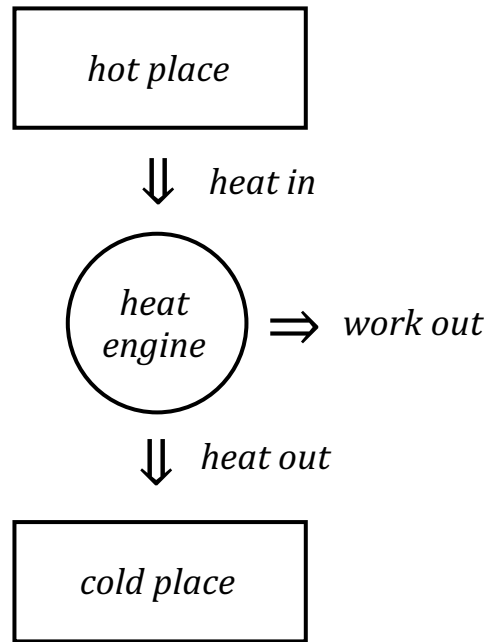 hot place
heat in
heat
engine
work out
heat out
cold place